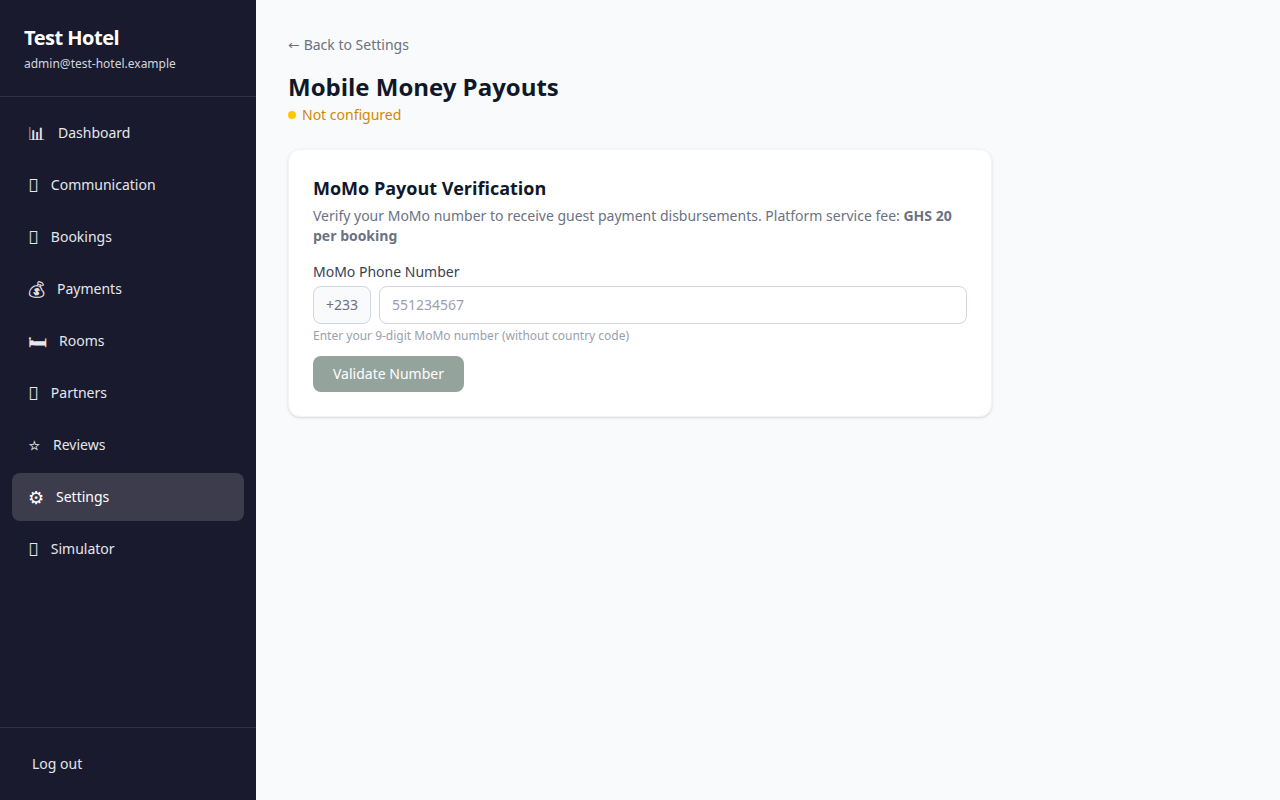 Test Hotel
admin@test-hotel.example
Dashboard
Communication
Bookings
Payments
Rooms
Partners
Reviews
Settings
Simulator
Log out
← Back to Settings
Mobile Money Payouts
Not configured
MoMo Payout Verification
Verify your MoMo number to receive guest payment disbursements. Platform service fee: GHS 20
per booking
MoMo Phone Number
+233 551234567
Enter your 9-digit MoMo number (without country code)
Validate Number